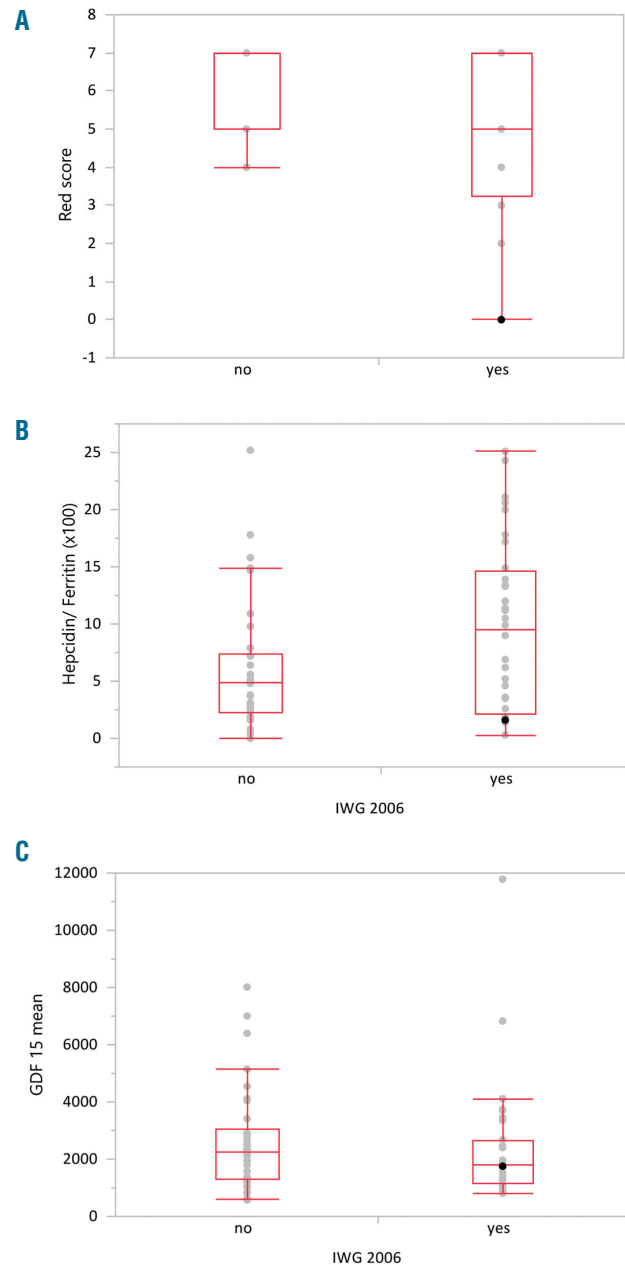 A
8
7
6
5
4
3
2
1
0
-1
Red score
no
yes
B
25
20
15
10
5
0
Hepcidin/ Ferritin (x100)
no
yes
IWG 2006
C
12000
10000
8000
6000
4000
2000
0
GDF 15 mean
no
yes
IWG 2006